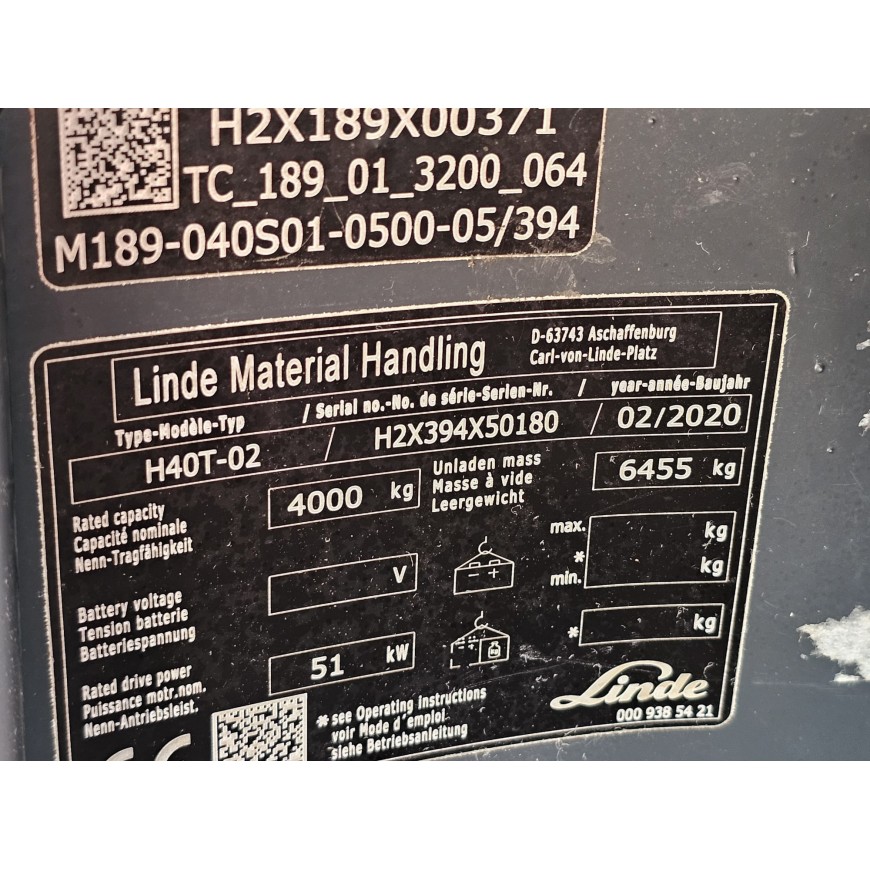 H2X189X00371
TC_189_01_3200_064
M189-040S01-0500-05/394
Linde Material Handling
D-63743 Aschaffenburg
Carl-von-Linde-Platz
Type-Modèle-Typ / Serial no.-No. de série-Serien-Nr. / year-année-Baujahr
H40T-02 / H2X394X50180 / 02/2020
Rated capacity
Capacité nominale
Nenn-Tragfähigkeit
4000 kg
Unladen mass
Masse à vide
Leergewicht
6455 kg
Battery voltage
Tension batterie
Batteriespannung
V
- +
max. kg
*
min. kg
Rated drive power
Puissance motr.nom.
Nenn-Antriebsleist.
51 kW
- +
kg
* kg
* see Operating Instructions
voir Mode d'emploi
siehe Betriebsanleitung
Linde
000 938 54 21
CE